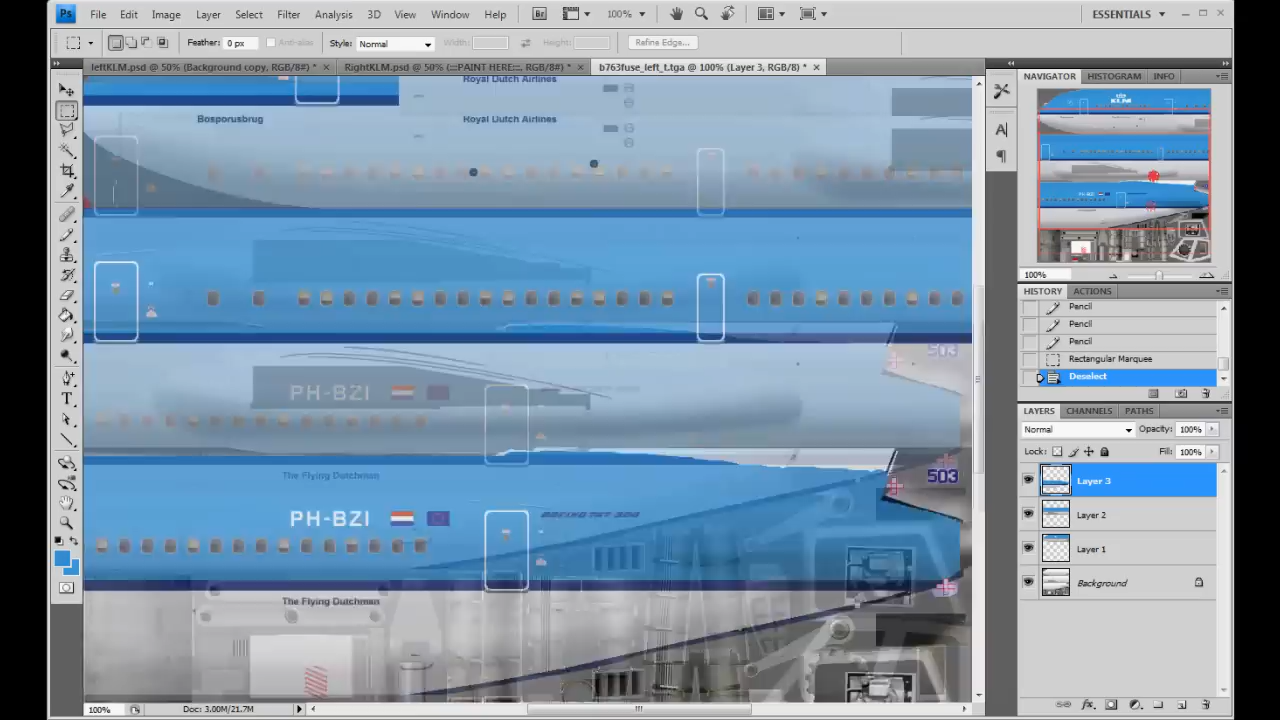 Ps File Edit Image Layer Select Filter Analysis 3D View Window Help Br 100% ESSENTIALS
Feather: 0 px Anti-alias Style: Normal Width: Height: Refine Edge...
leftKLM.psd @ 50% (Background copy, RGB/8#) * RightKLM.psd @ 50% (:::PAINT HERE:::, RGB/8#) * b763fuse_left_t.tga @ 100% (Layer 3, RGB/8) *
NAVIGATOR HISTOGRAM INFO
Royal Dutch Airlines
KLM
Bosporusbrug Royal Dutch Airlines
100%
HISTORY ACTIONS
Pencil
Pencil
Pencil
Rectangular Marquee
Deselect
503
PH-BZI
LAYERS CHANNELS PATHS
Normal Opacity: 100%
Lock: Fill: 100%
The Flying Dutchman
503
Layer 3
PH-BZI
BOEING 767-300
Layer 2
Layer 1
Background
The Flying Dutchman
100% Doc: 3.00M/21.7M